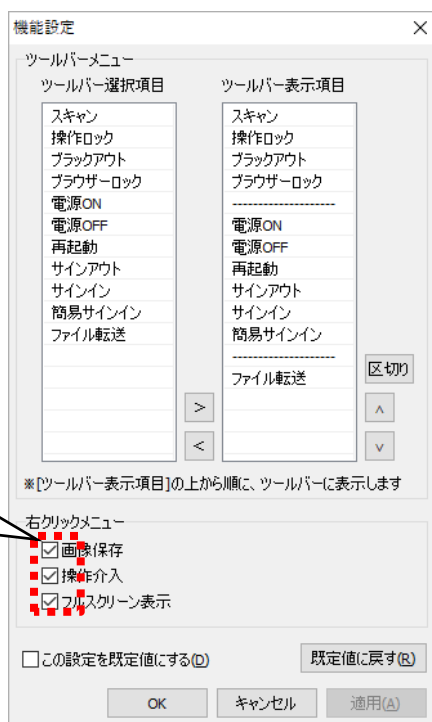 機能設定
ツールバーメニュー
ツールバー選択項目
スキャン
操作ロック
ブラックアウト
ブラウザーロック
電源ON
電源OFF
再起動
サインアウト
サインイン
簡易サインイン
ファイル転送
>
<
ツールバー表示項目
スキャン
操作ロック
ブラックアウト
ブラウザーロック
--------------------
電源ON
電源OFF
再起動
サインアウト
サインイン
簡易サインイン
--------------------
ファイル転送
区切り
∧
∨
※[ツールバー表示項目]の上から順に、ツールバーに表示します
右クリックメニュー
画像保存
操作介入
フルスクリーン表示
この設定を既定値にする(D)
既定値に戻す(R)
OK
キャンセル
適用(A)